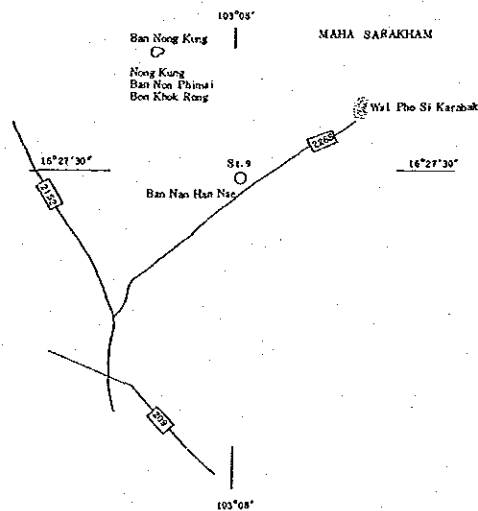 103°08'
Ban Nong Kung
MAHA SARAKHAM
Nong Kung
Ban Non Phimai
Ban Khok Rong
Wat Pho Si Karabak
2268
16°27'30"
St.9
16°27'30"
2152
Ban Nan Han Nae
209
103°08'